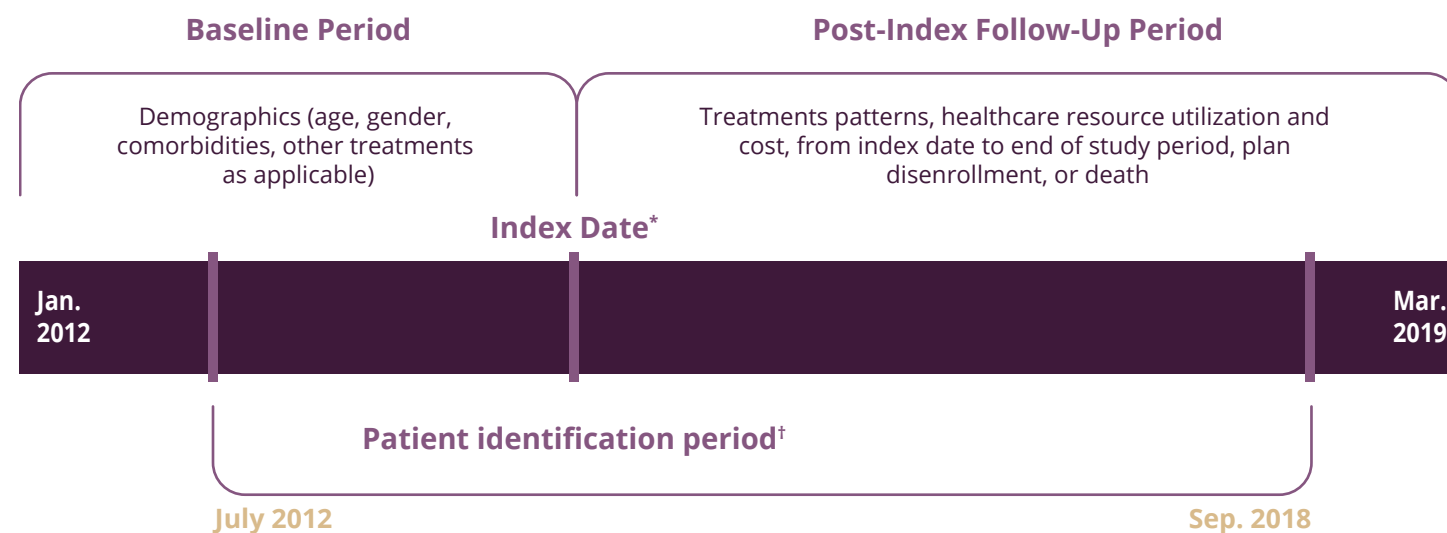 Baseline Period
Demographics (age, gender,
comorbidities, other treatments
as applicable)
Post-Index Follow-Up Period
Treatments patterns, healthcare resource utilization and
cost, from index date to end of study period, plan
disenrollment, or death
Index Date*
Jan.
2012
Mar.
2019
Patient identification period†
July 2012
Sep. 2018